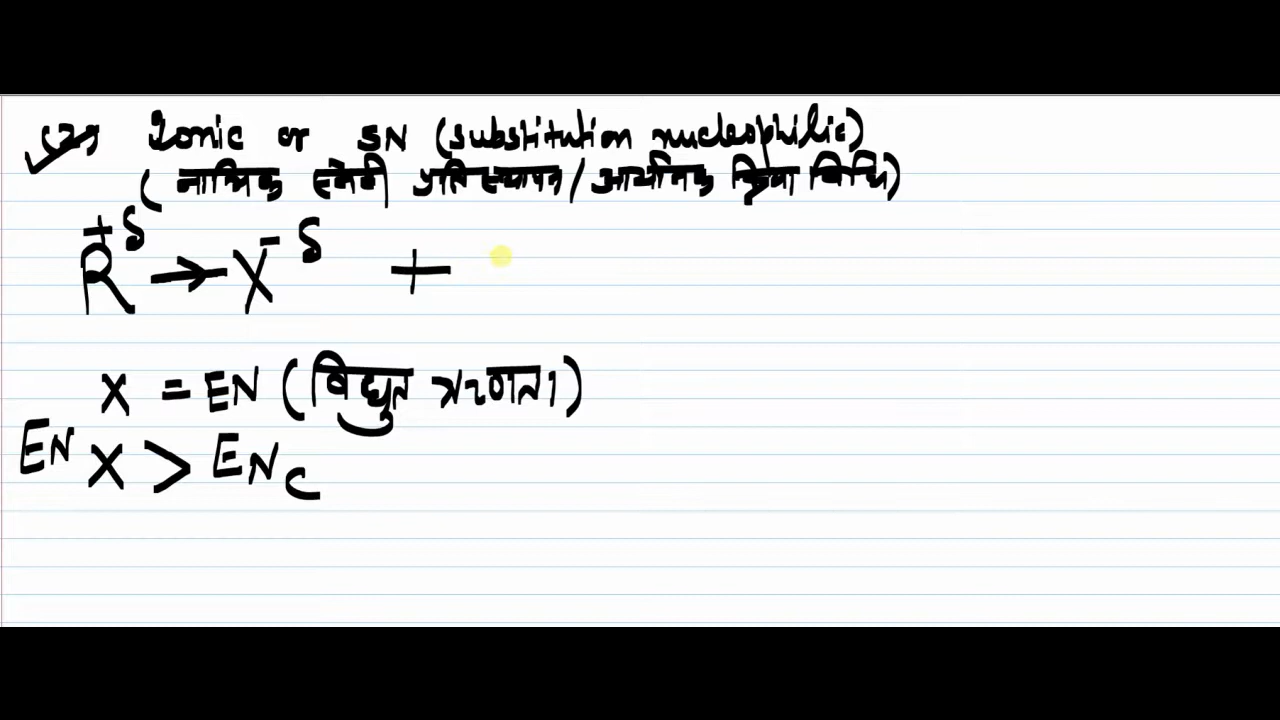 (2) Ionic or SN (substitution nucleophilic)
(नाभिक स्नेही प्रतिस्थापन/आयनिक क्रिया विधि)
R+δ → X-δ +
X = EN (विद्युत ऋणता)
EN X > EN C